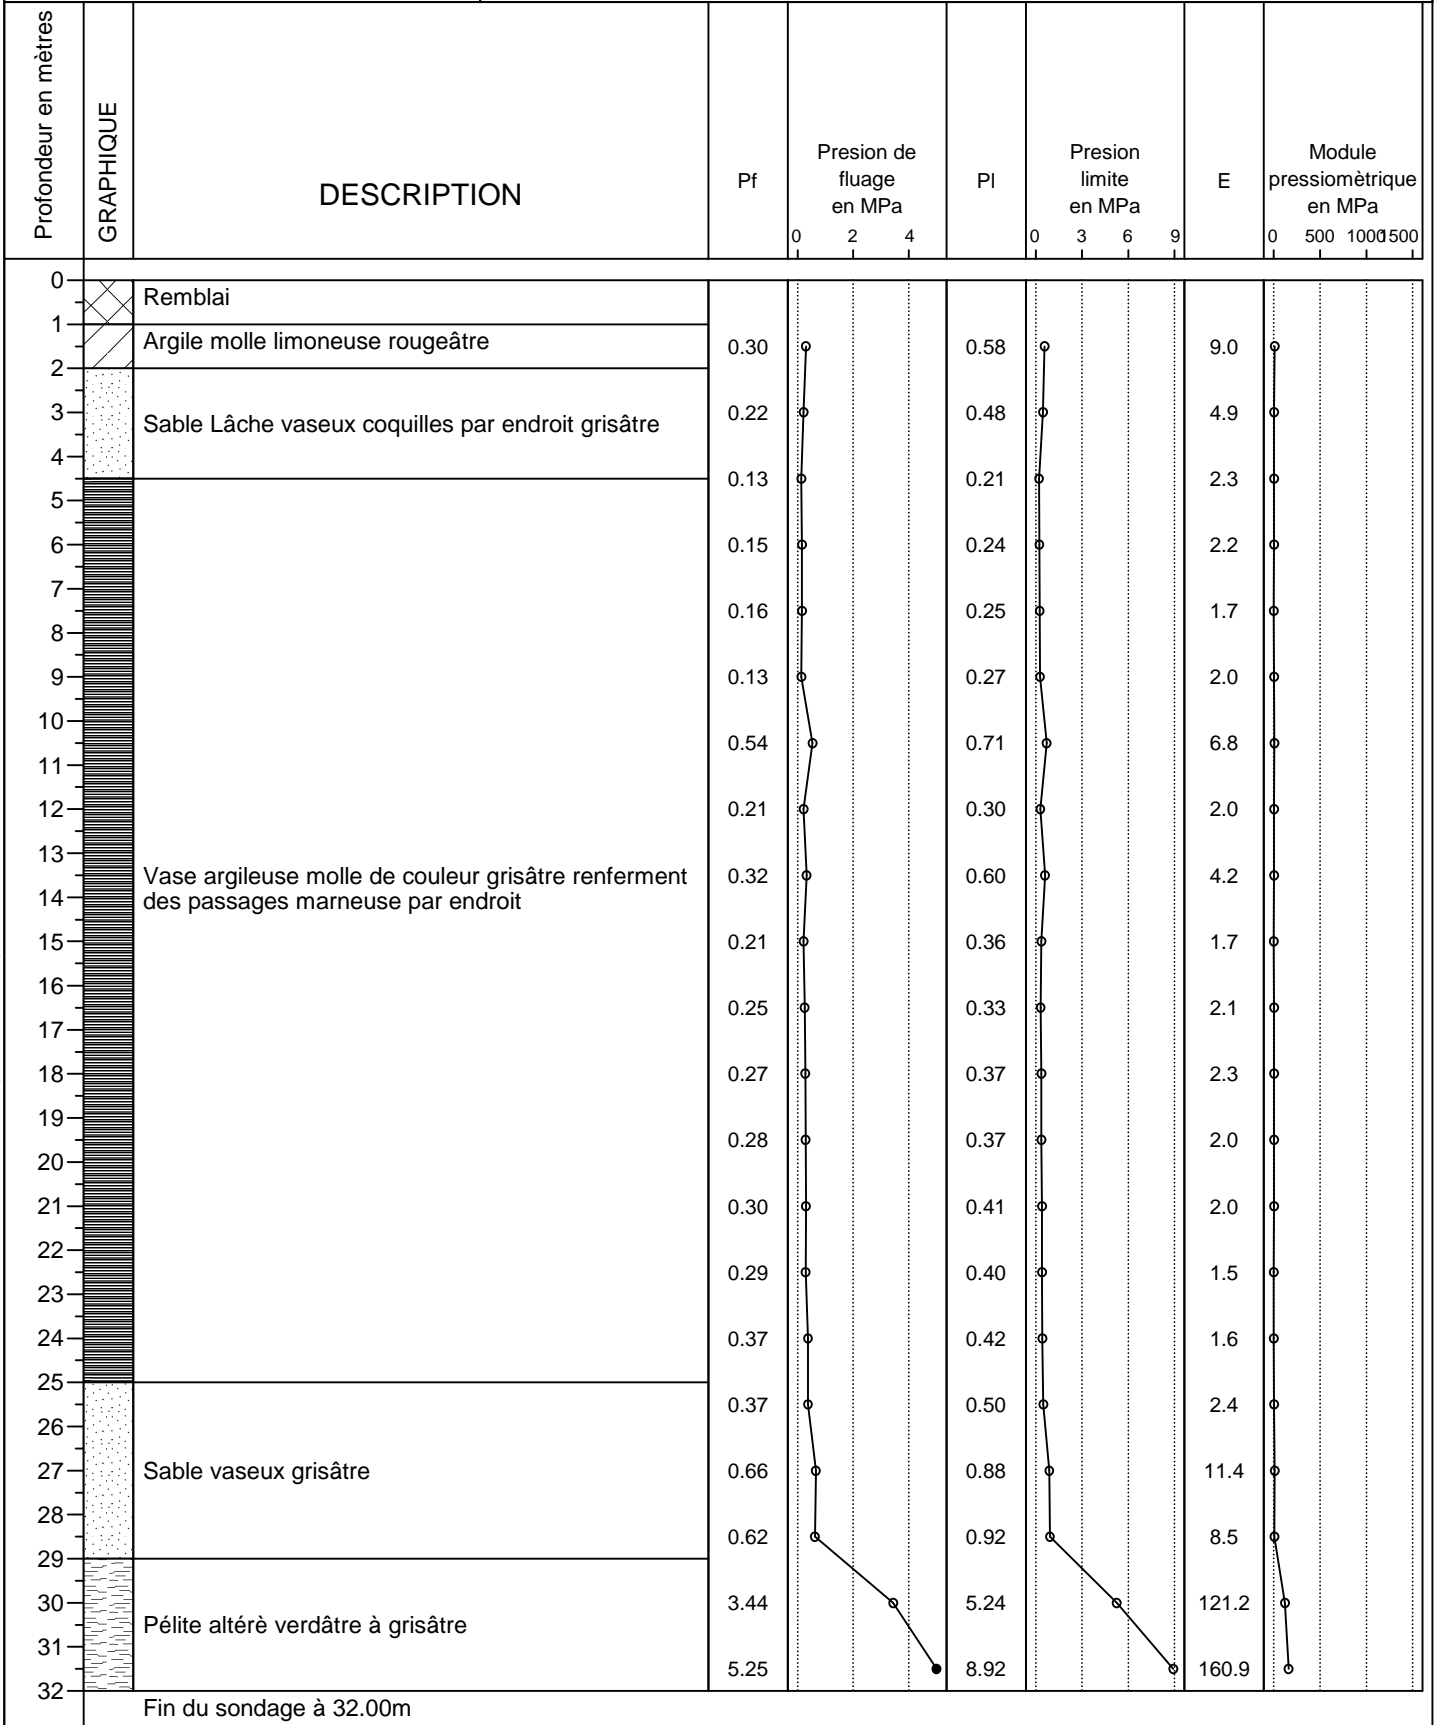 Profondeur en mètres
GRAPHIQUE
DESCRIPTION
Pf
Presion de
fluage
en MPa
0 2 4
Pl
Presion
limite
en MPa
0 3 6 9
E
Module
pressiomètrique
en MPa
0 500 1000 1500
0
Remblai
1
Argile molle limoneuse rougeâtre
0.30 0.58 9.0
2
3 0.22 0.48 4.9
Sable Lâche vaseux coquilles par endroit grisâtre
4
0.13 0.21 2.3
5
6 0.15 0.24 2.2
7
0.16 0.25 1.7
8
9 0.13 0.27 2.0
10
0.54 0.71 6.8
11
12 0.21 0.30 2.0
13
Vase argileuse molle de couleur grisâtre renferment
0.32 0.60 4.2
des passages marneuse par endroit
14
15 0.21 0.36 1.7
16
0.25 0.33 2.1
17
18 0.27 0.37 2.3
19
0.28 0.37 2.0
20
21 0.30 0.41 2.0
22
0.29 0.40 1.5
23
24 0.37 0.42 1.6
25
0.37 0.50 2.4
26
27 Sable vaseux grisâtre 0.66 0.88 11.4
28
0.62 0.92 8.5
29
30 3.44 5.24 121.2
Pélite altérè verdâtre à grisâtre
31
5.25 8.92 160.9
32
Fin du sondage à 32.00m